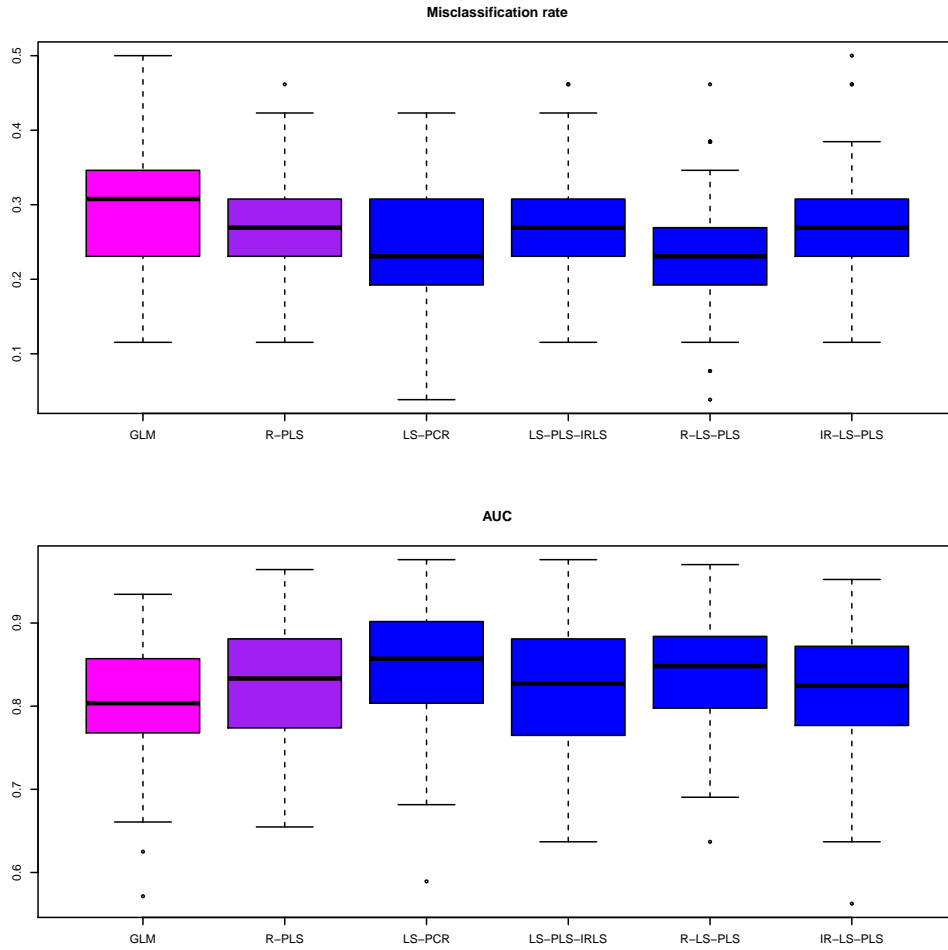 Misclassification rate
0.5
0.4
0.3
0.2
0.1
GLM R−PLS LS−PCR LS−PLS−IRLS R−LS−PLS IR−LS−PLS
AUC
0.9
0.8
0.7
0.6
GLM R−PLS LS−PCR LS−PLS−IRLS R−LS−PLS IR−LS−PLS